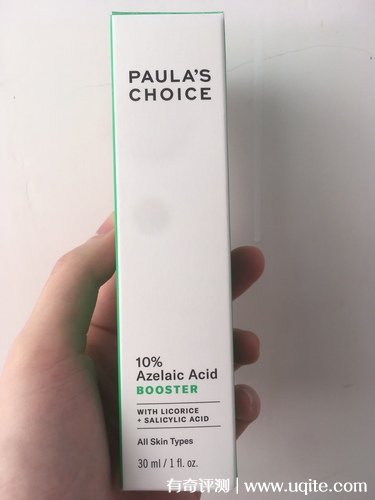 PAULA'S
CHOICE
10%
Azelaic Acid
BOOSTER
WITH LICORICE
+ SALICYLIC ACID
All Skin Types
30 ml / 1 fl. oz.
有奇评测 | www.uqite.com